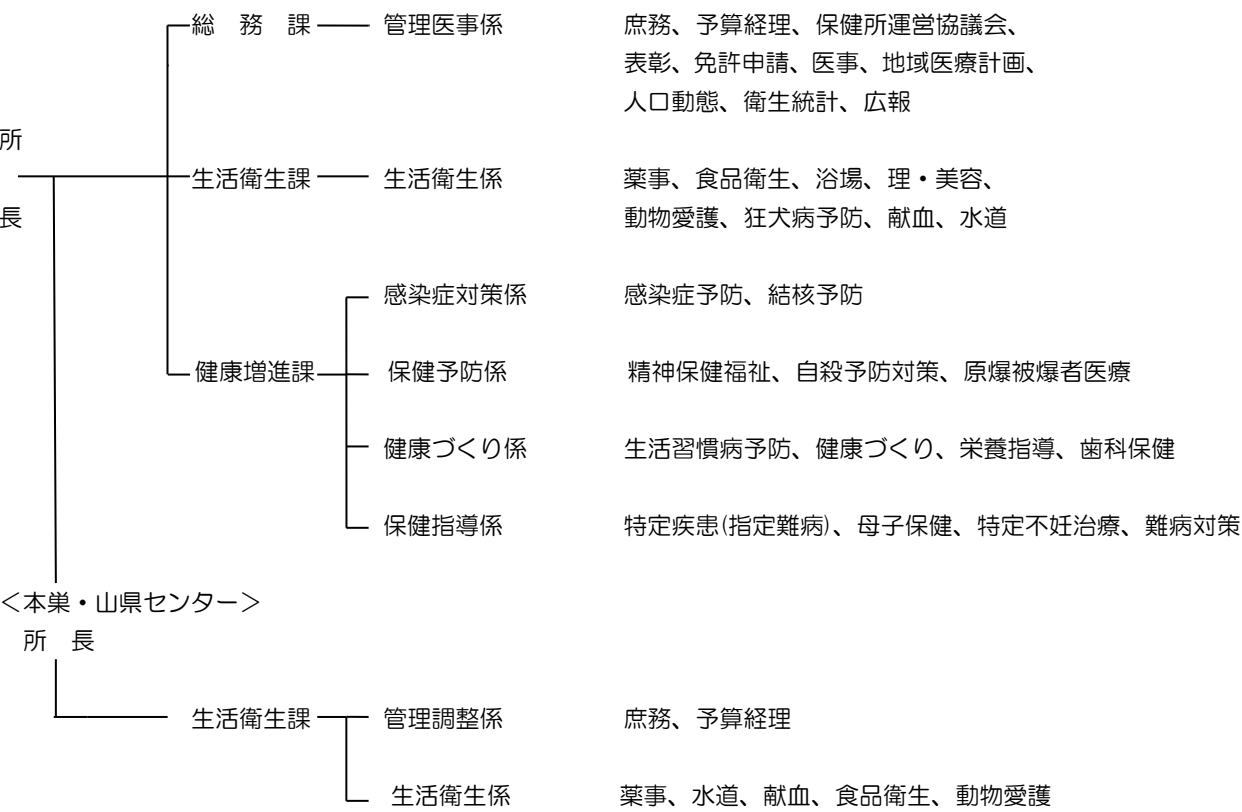 総　務　課 管理医事係 庶務、予算経理、保健所運営協議会、
表彰、免許申請、医事、地域医療計画、
人口動態、衛生統計、広報
所
生活衛生課 生活衛生係 薬事、食品衛生、浴場、理・美容、
長 動物愛護、狂犬病予防、献血、水道
感染症対策係 感染症予防、結核予防
健康増進課 保健予防係 精神保健福祉、自殺予防対策、原爆被爆者医療
健康づくり係 生活習慣病予防、健康づくり、栄養指導、歯科保健
保健指導係 特定疾患(指定難病)、母子保健、特定不妊治療、難病対策
＜本巣・山県センター＞
所　長
生活衛生課 管理調整係 庶務、予算経理
生活衛生係 薬事、水道、献血、食品衛生、動物愛護